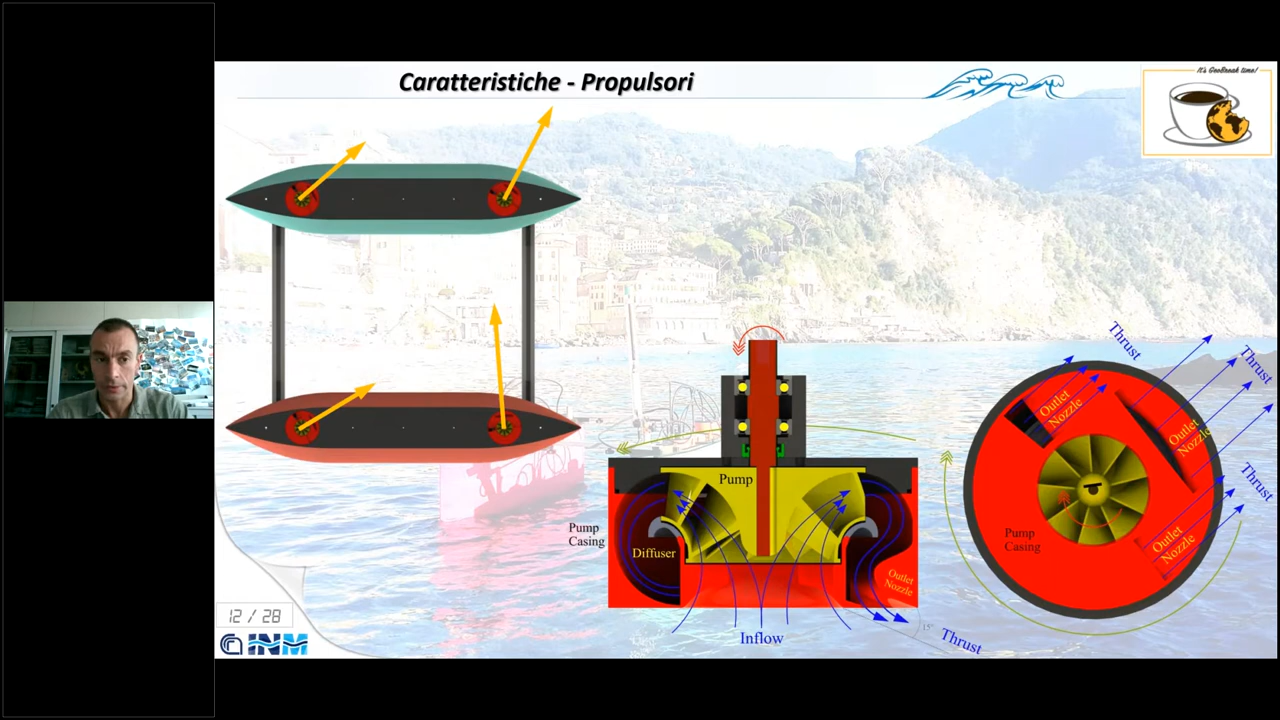 Caratteristiche - Propulsori
It's GeoBreak time!
Thrust
Thrust
Outlet
Nozzle
Outlet
Nozzle
Pump
Pump
Casing
Diffuser
Outlet
Nozzle
Pump
Casing
Outlet
Nozzle
Thrust
Inflow
15°
Thrust
12 / 28
INM